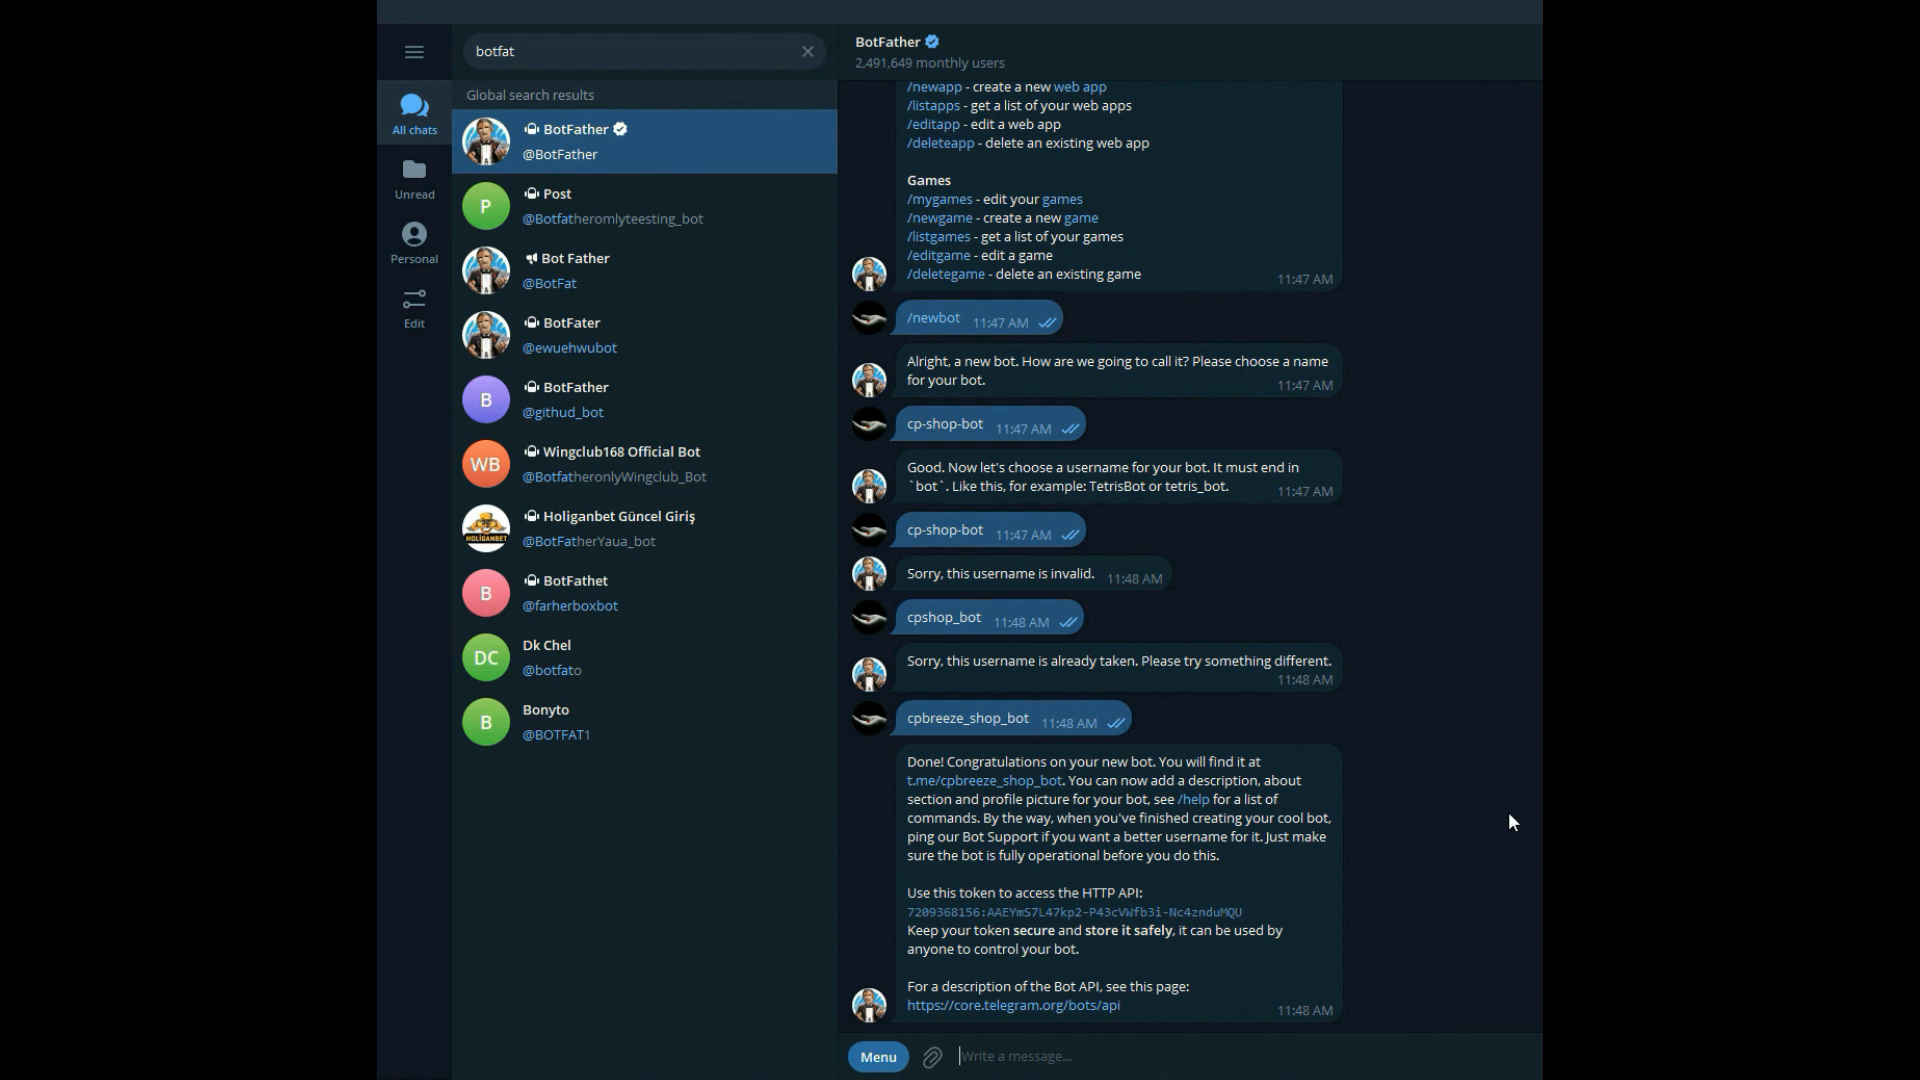 botfat
Global search results
All chats
Unread
Personal
Edit
BotFather
@BotFather
P
Post
@Botfatheromlyteesting_bot
Bot Father
@BotFat
BotFater
@ewuehwubot
B
BotFather
@githud_bot
WB
Wingclub168 Official Bot
@BotfatheronlyWingclub_Bot
HOLİGANBET
Holiganbet Güncel Giriş
@BotFatherYaua_bot
B
BotFathet
@farherboxbot
DC
Dk Chel
@botfato
B
Bonyto
@BOTFAT1
BotFather
2,491,649 monthly users
/newapp - create a new web app
/listapps - get a list of your web apps
/editapp - edit a web app
/deleteapp - delete an existing web app
Games
/mygames - edit your games
/newgame - create a new game
/listgames - get a list of your games
/editgame - edit a game
/deletegame - delete an existing game
11:47 AM
/newbot 11:47 AM
Alright, a new bot. How are we going to call it? Please choose a name
for your bot. 11:47 AM
cp-shop-bot 11:47 AM
Good. Now let's choose a username for your bot. It must end in
`bot`. Like this, for example: TetrisBot or tetris_bot. 11:47 AM
cp-shop-bot 11:47 AM
Sorry, this username is invalid. 11:48 AM
cpshop_bot 11:48 AM
Sorry, this username is already taken. Please try something different.
11:48 AM
cpbreeze_shop_bot 11:48 AM
Done! Congratulations on your new bot. You will find it at
t.me/cpbreeze_shop_bot. You can now add a description, about
section and profile picture for your bot, see /help for a list of
commands. By the way, when you've finished creating your cool bot,
ping our Bot Support if you want a better username for it. Just make
sure the bot is fully operational before you do this.
Use this token to access the HTTP API:
7209368156:AAEYmS7L47kp2-P43cVWfb3i-Nc4znduMQU
Keep your token secure and store it safely, it can be used by
anyone to control your bot.
For a description of the Bot API, see this page:
https://core.telegram.org/bots/api 11:48 AM
Menu
Write a message...